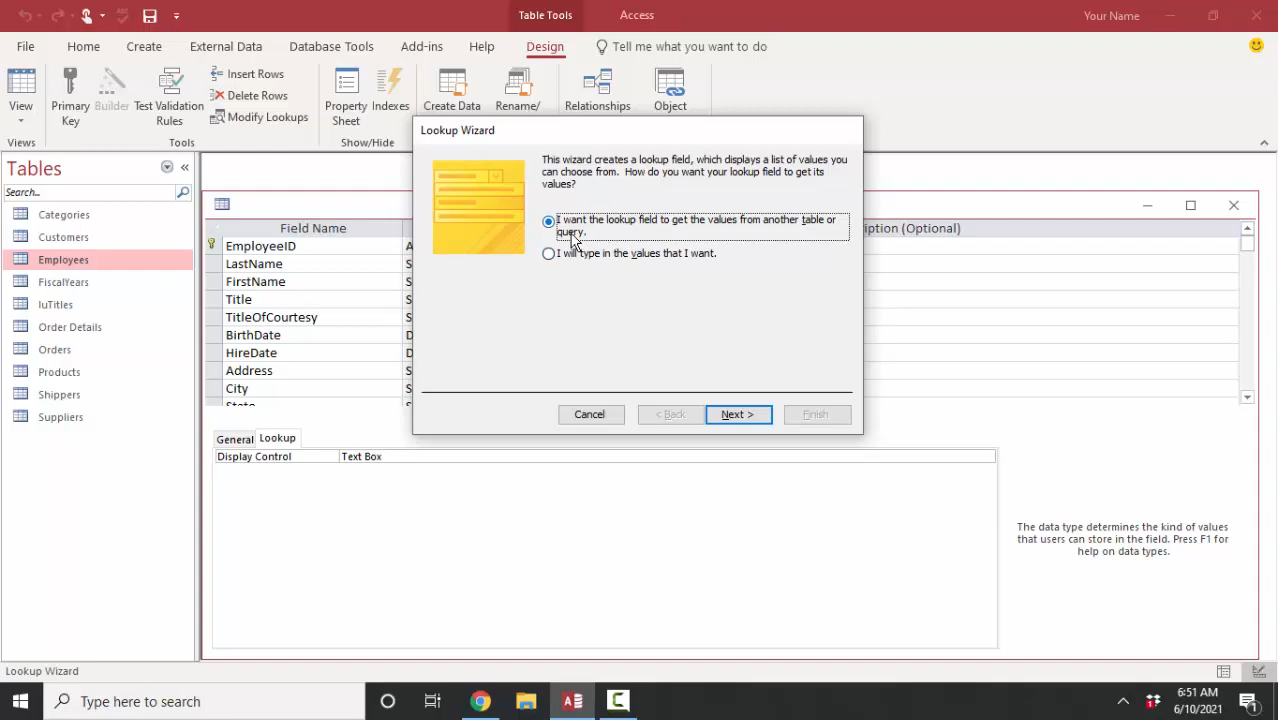 Table Tools
Access
Your Name
File
Home
Create
External Data
Database Tools
Add-ins
Help
Design
Tell me what you want to do
View
Primary Key
Builder
Test Validation Rules
Insert Rows
Delete Rows
Modify Lookups
Property Sheet
Indexes
Create Data
Rename/
Relationships
Object
Views
Tools
Show/Hide
Tables
Search...
Categories
Customers
Employees
FiscalYears
luTitles
Order Details
Orders
Products
Shippers
Suppliers
Field Name
ption (Optional)
EmployeeID
A
LastName
S
FirstName
S
Title
S
TitleOfCourtesy
S
BirthDate
D
HireDate
D
Address
S
City
S
State
Lookup Wizard
This wizard creates a lookup field, which displays a list of values you
can choose from. How do you want your lookup field to get its
values?
I want the lookup field to get the values from another table or
query.
I will type in the values that I want.
Cancel
< Back
Next >
Finish
General
Lookup
Display Control
Text Box
The data type determines the kind of values
that users can store in the field. Press F1 for
help on data types.
Lookup Wizard
Type here to search
6:51 AM
6/10/2021